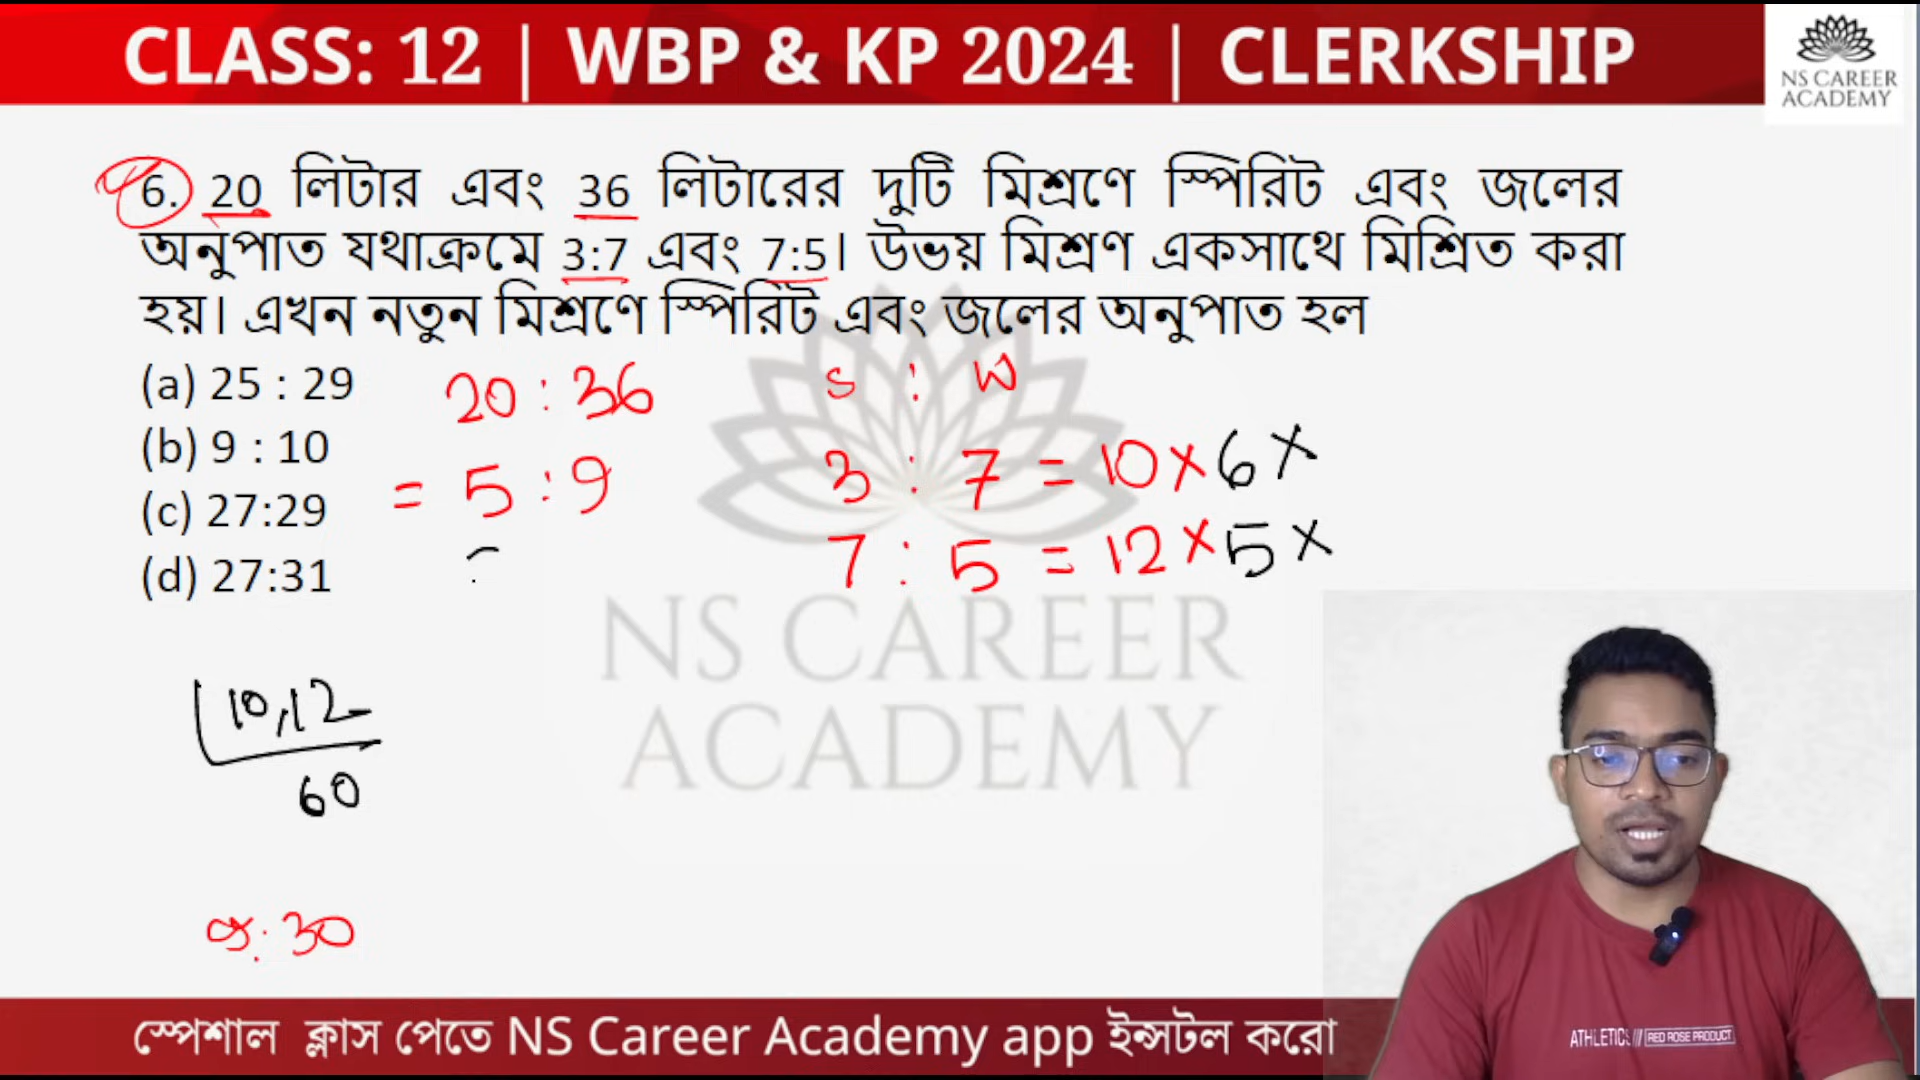 CLASS: 12 | WBP & KP 2024 | CLERKSHIP
NS CAREER
ACADEMY
6. 20 লিটার এবং 36 লিটারের দুটি মিশ্রণে স্পিরিট এবং জলের
অনুপাত যথাক্রমে 3:7 এবং 7:5। উভয় মিশ্রণ একসাথে মিশ্রিত করা
হয়। এখন নতুন মিশ্রণে স্পিরিট এবং জলের অনুপাত হল
(a) 25 : 29
(b) 9 : 10
(c) 27:29
(d) 27:31
20 : 36
= 5 : 9
S : W
3 : 7 = 10 × 6 ×
7 : 5 = 12 × 5 ×
10, 12
60
: 30
NS CAREER
ACADEMY
ATHLETICS /// RED ROSE PRODUCT
স্পেশাল ক্লাস পেতে NS Career Academy app ইন্সটল করো